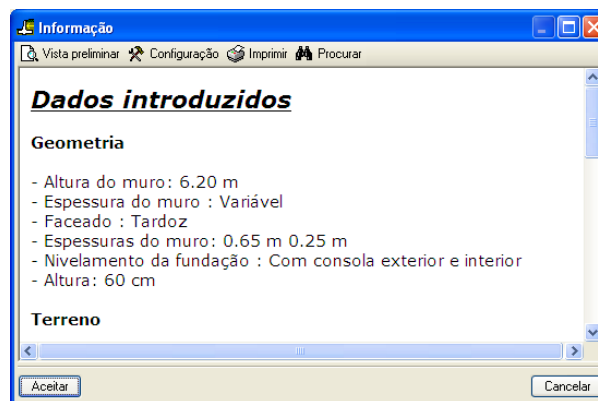 Informação
Vista preliminar Configuração Imprimir Procurar
Dados introduzidos
Geometria
- Altura do muro: 6.20 m
- Espessura do muro : Variável
- Faceado : Tardoz
- Espessuras do muro: 0.65 m 0.25 m
- Nivelamento da fundação : Com consola exterior e interior
- Altura: 60 cm
Terreno
Aceitar Cancelar